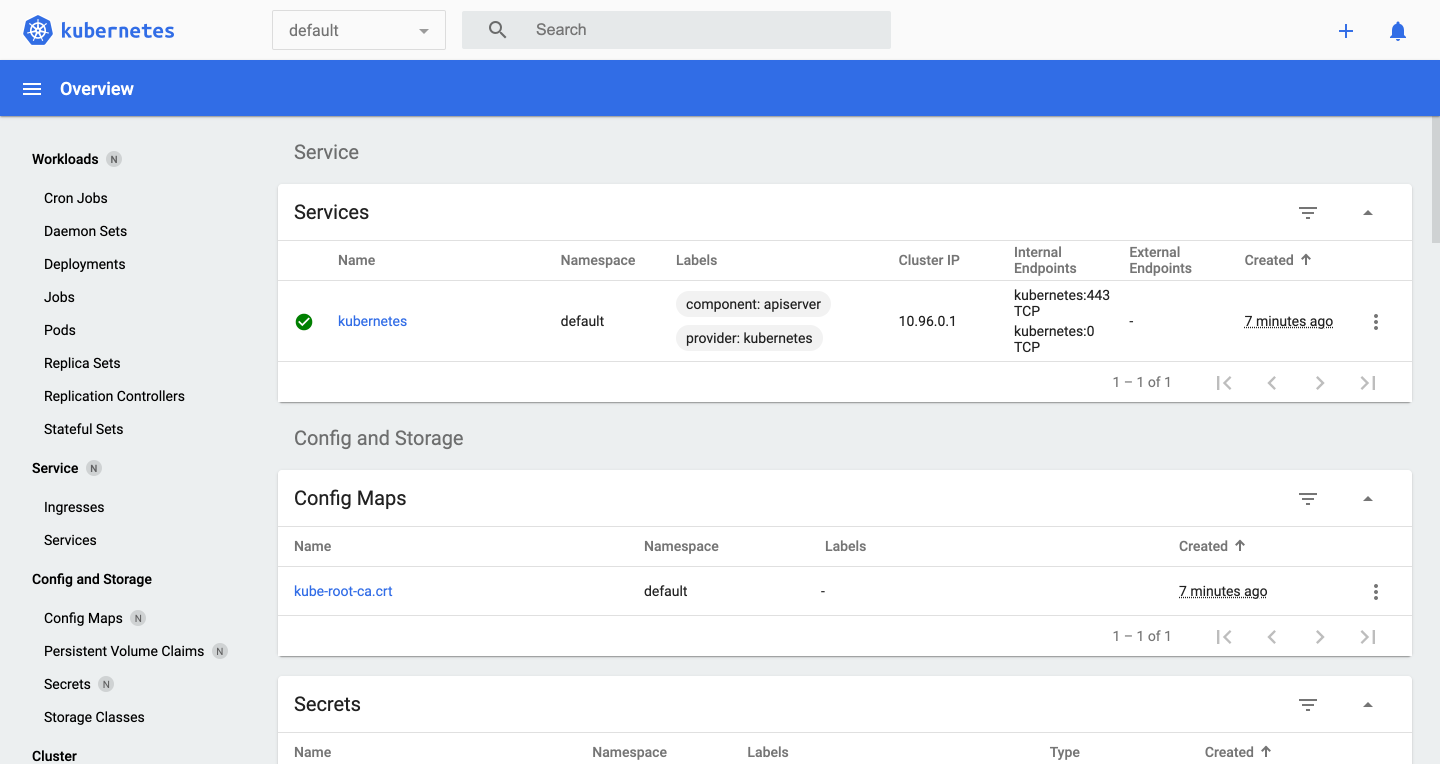 kubernetes
default
Search
Overview
Workloads N
Cron Jobs
Daemon Sets
Deployments
Jobs
Pods
Replica Sets
Replication Controllers
Stateful Sets
Service N
Ingresses
Services
Config and Storage
Config Maps N
Persistent Volume Claims N
Secrets N
Storage Classes
Cluster
Service
Services
Name Namespace Labels Cluster IP Internal Endpoints External Endpoints Created
kubernetes default component: apiserver provider: kubernetes 10.96.0.1 kubernetes:443 TCP kubernetes:0 TCP - 7 minutes ago
1 – 1 of 1
Config and Storage
Config Maps
Name Namespace Labels Created
kube-root-ca.crt default - 7 minutes ago
1 – 1 of 1
Secrets
Name Namespace Labels Type Created